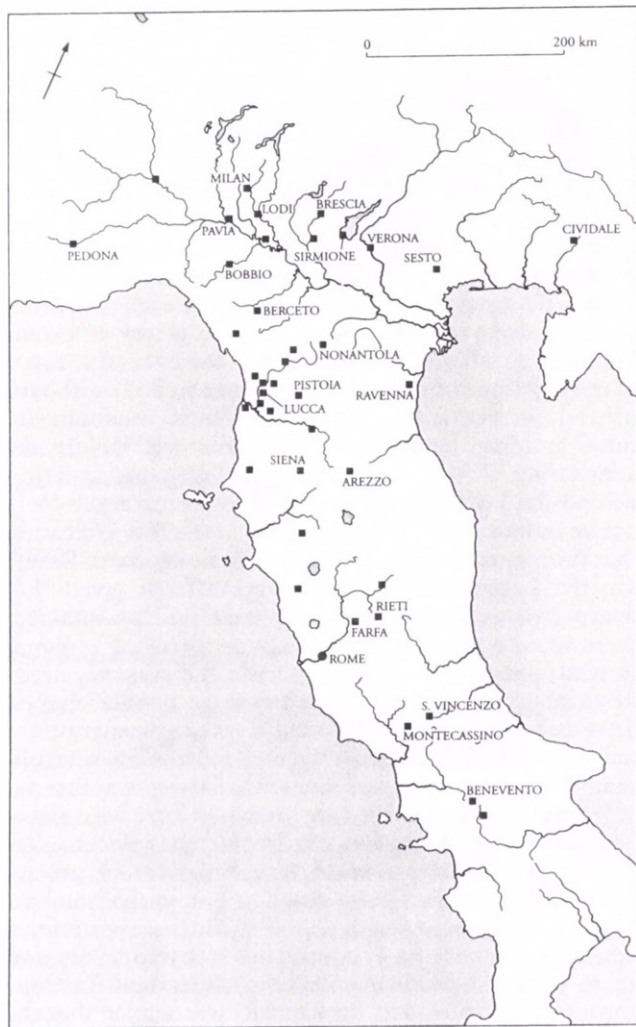 0 200 km
MILAN
LODI
BRESCIA
PAVIA
CIVIDALE
VERONA
PEDONA
SIRMIONE
SESTO
BOBBIO
BERCETO
NONANTOLA
PISTOIA
RAVENNA
LUCCA
SIENA
AREZZO
RIETI
FARFA
ROME
S. VINCENZO
MONTECASSINO
BENEVENTO